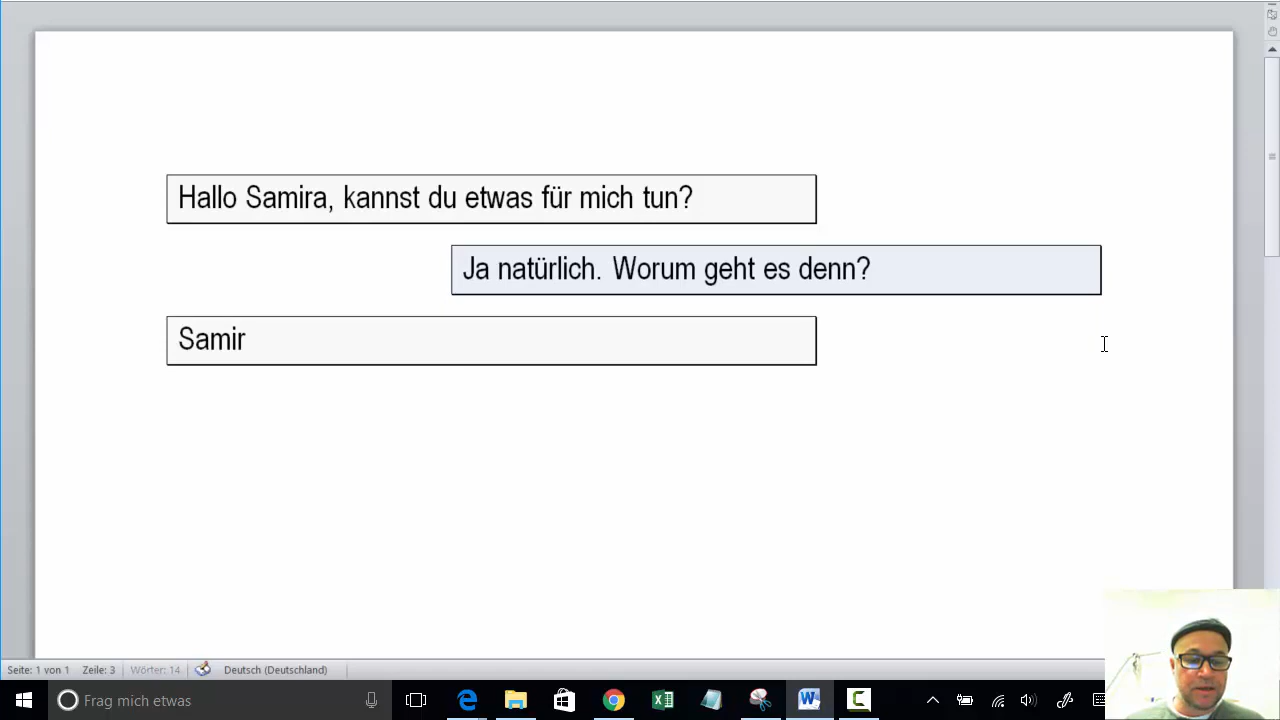 Hallo Samira, kannst du etwas für mich tun?
Ja natürlich. Worum geht es denn?
Samir
Seite: 1 von 1 Zeile: 3 Wörter: 14 Deutsch (Deutschland)
Frag mich etwas